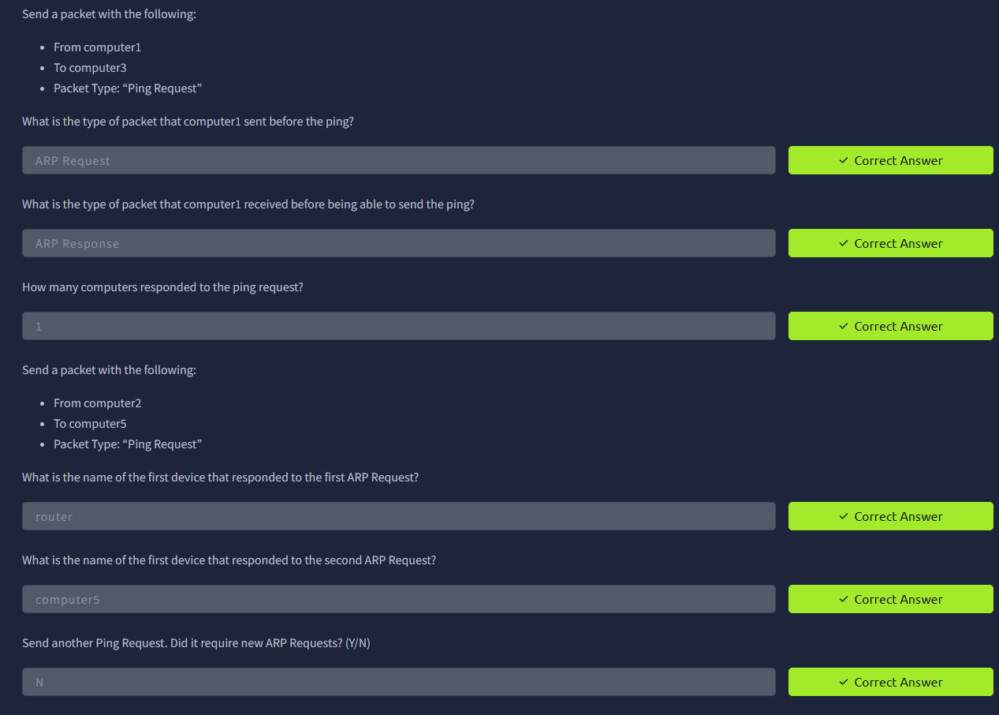 Send a packet with the following:
From computer1
To computer3
Packet Type: “Ping Request”
What is the type of packet that computer1 sent before the ping?
ARP Request
Correct Answer
What is the type of packet that computer1 received before being able to send the ping?
ARP Response
Correct Answer
How many computers responded to the ping request?
1
Correct Answer
Send a packet with the following:
From computer2
To computer5
Packet Type: “Ping Request”
What is the name of the first device that responded to the first ARP Request?
router
Correct Answer
What is the name of the first device that responded to the second ARP Request?
computer5
Correct Answer
Send another Ping Request. Did it require new ARP Requests? (Y/N)
N
Correct Answer